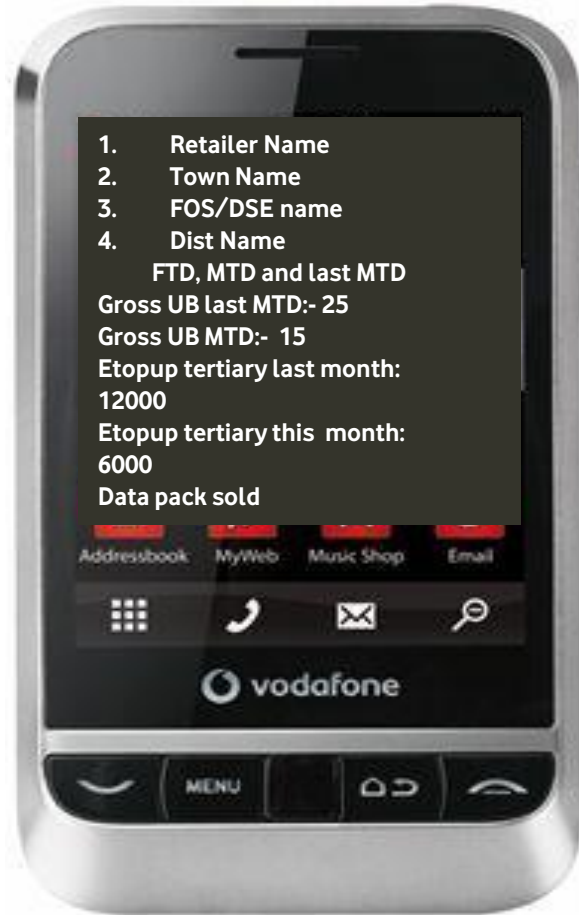 1. Retailer Name
2. Town Name
3. FOS/DSE name
4. Dist Name
FTD, MTD and last MTD
Gross UB last MTD:- 25
Gross UB MTD:- 15
Etopup tertiary last month:
12000
Etopup tertiary this month:
6000
Data pack sold
Addressbook MyWeb Music Shop Email
vodafone
MENU